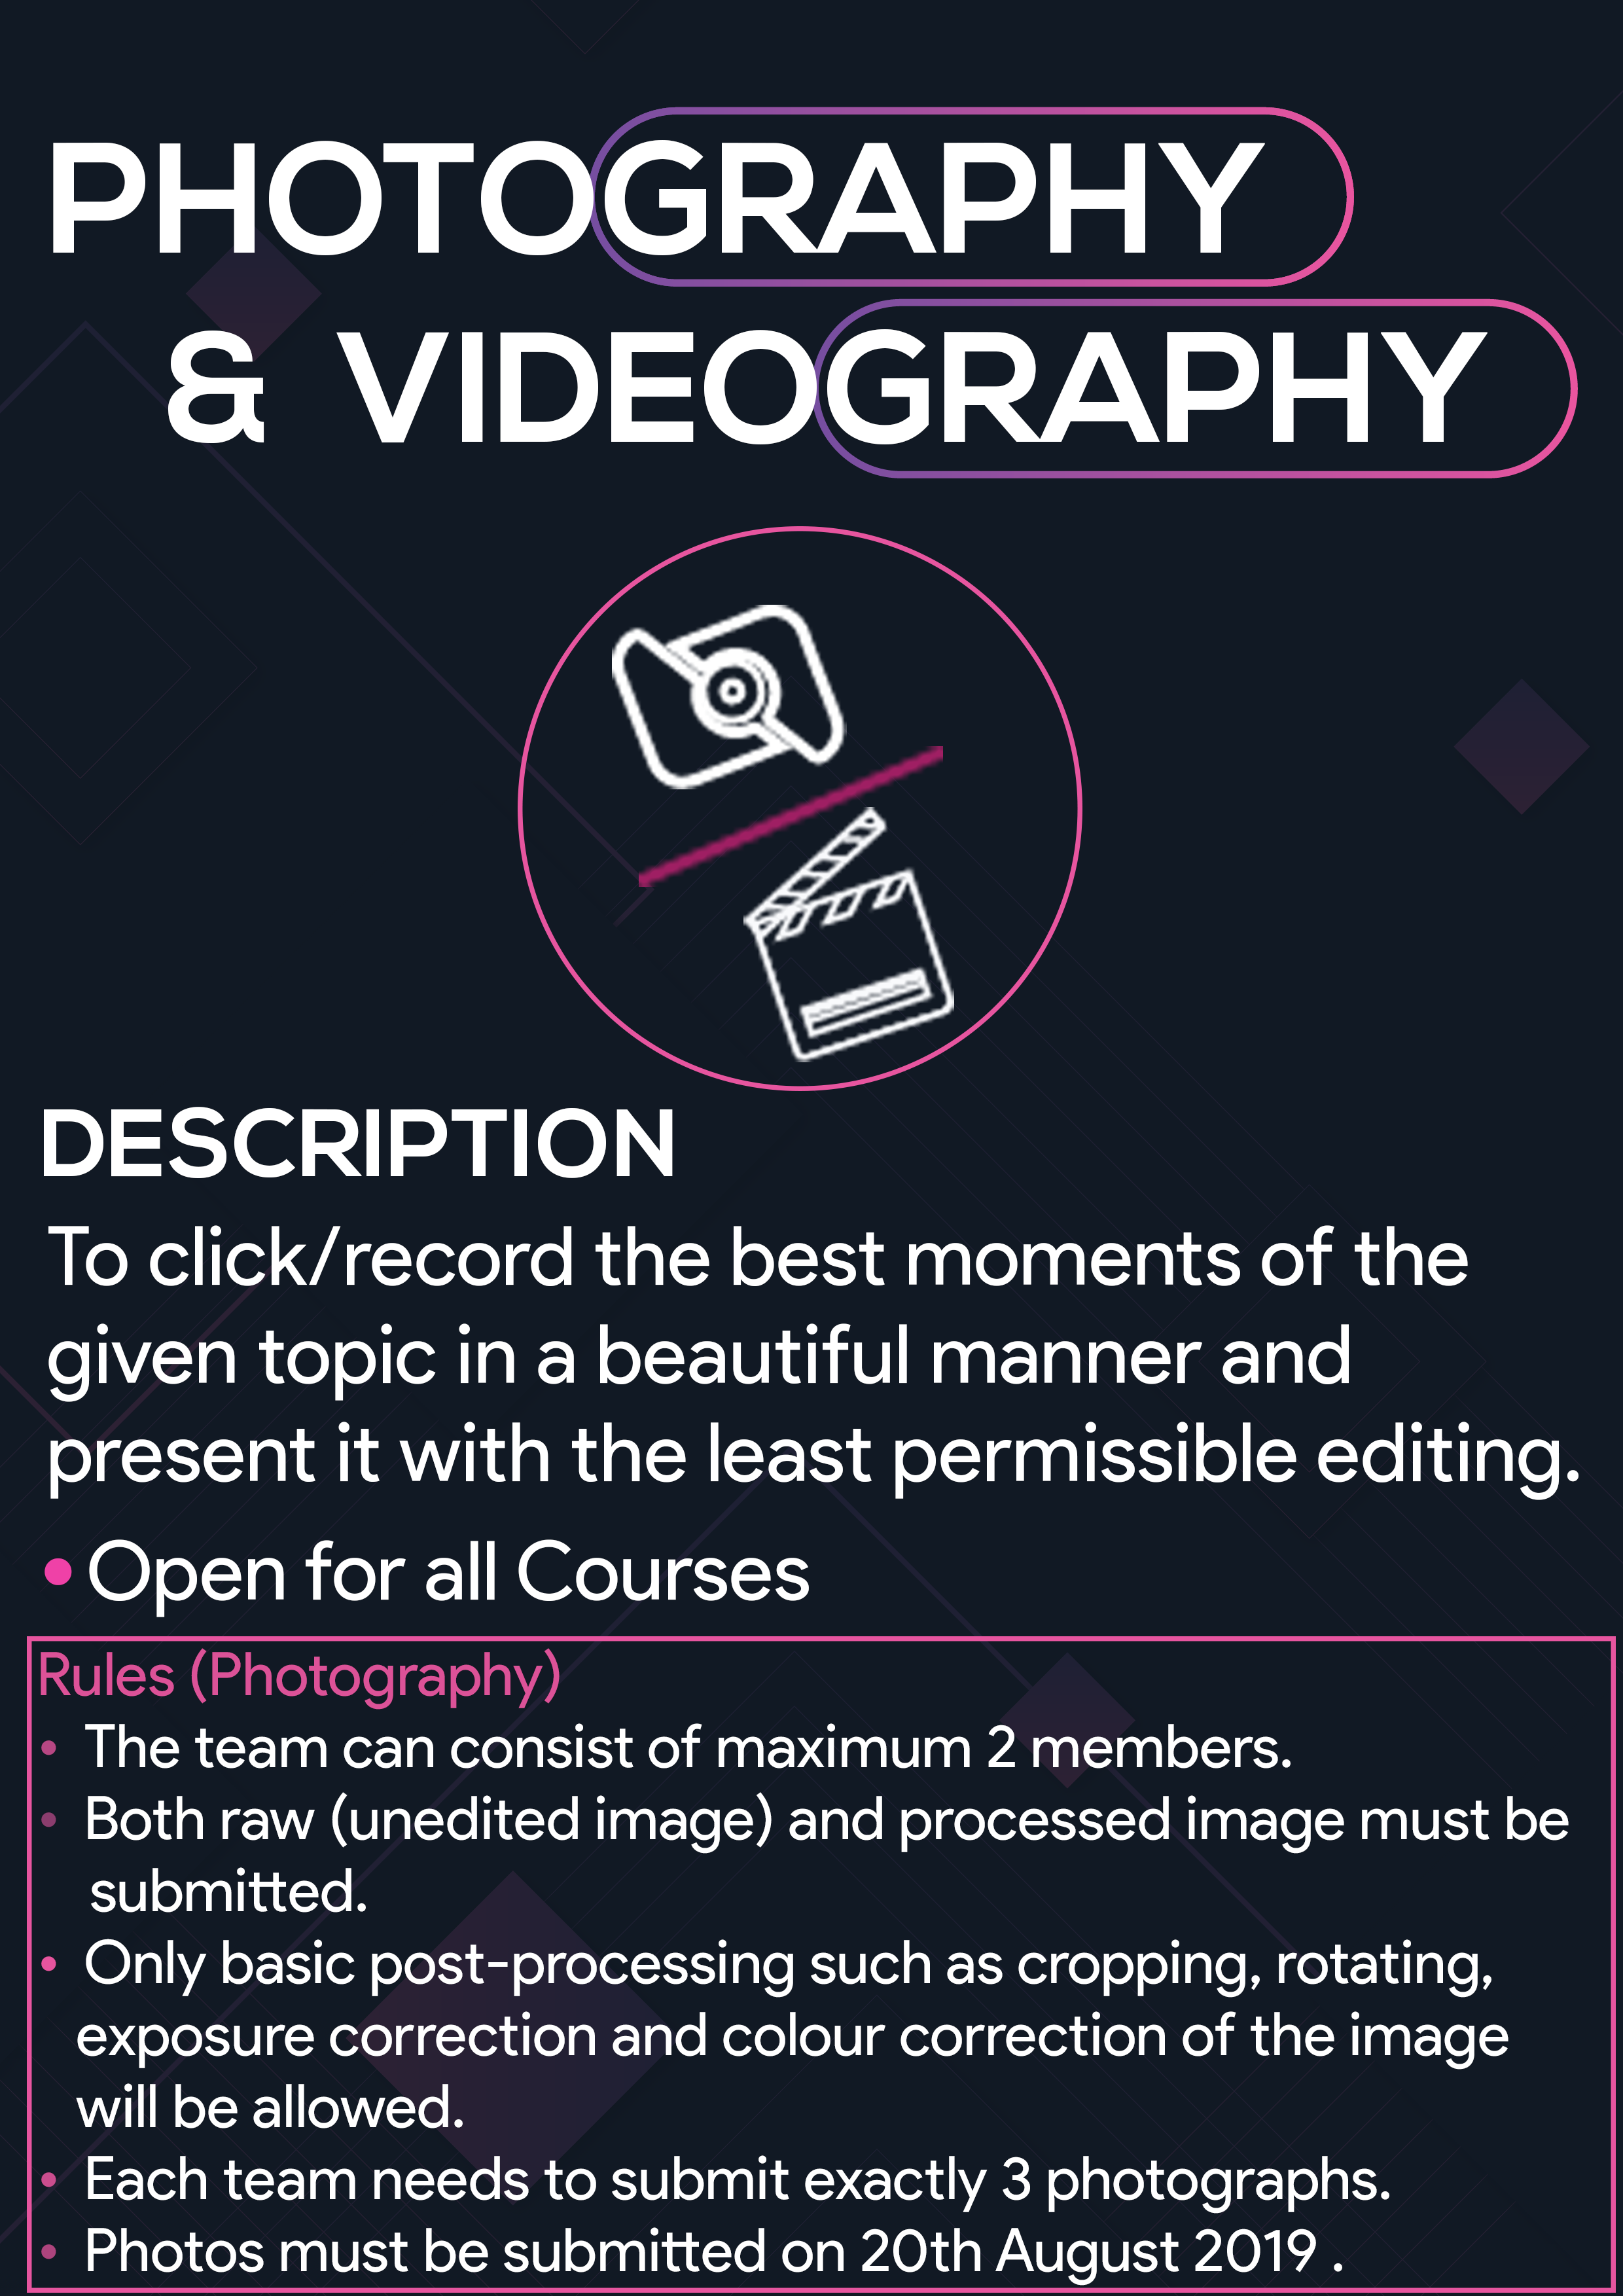 PHOTOGRAPHY
& VIDEOGRAPHY
DESCRIPTION
To click/record the best moments of the
given topic in a beautiful manner and
present it with the least permissible editing.
• Open for all Courses
Rules (Photography)
• The team can consist of maximum 2 members.
• Both raw (unedited image) and processed image must be
submitted.
• Only basic post-processing such as cropping, rotating,
exposure correction and colour correction of the image
will be allowed.
• Each team needs to submit exactly 3 photographs.
• Photos must be submitted on 20th August 2019 .